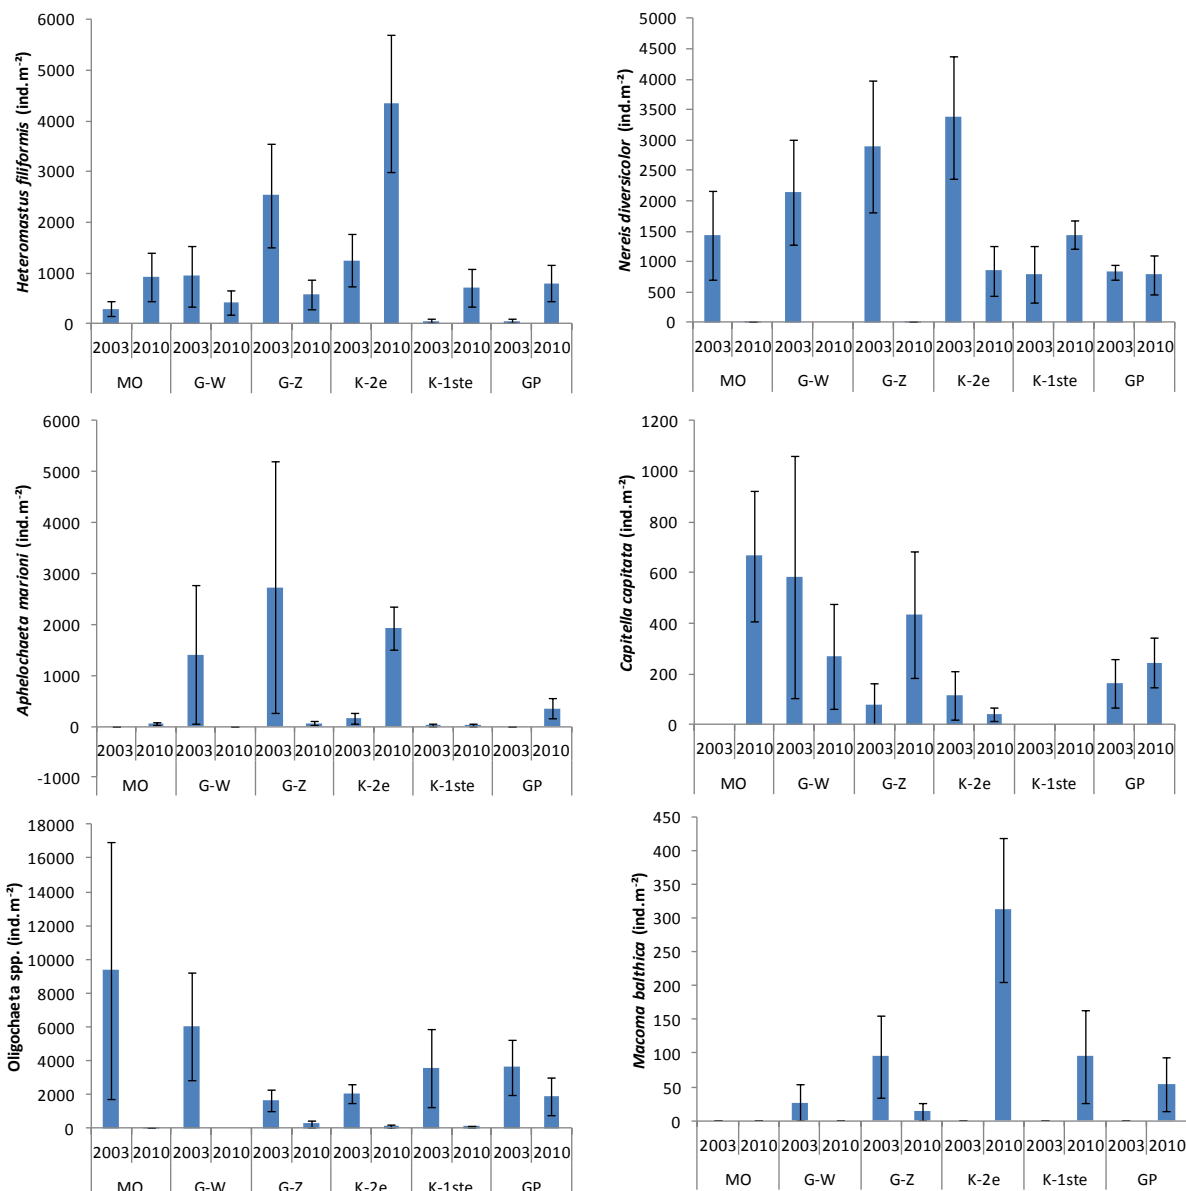 Heteromastus filiformis (ind.m⁻²)
6000
5000
4000
3000
2000
1000
0
2003 2010 2003 2010 2003 2010 2003 2010 2003 2010 2003 2010
MO G-W G-Z K-2e K-1ste GP
Nereis diversicolor (ind.m⁻²)
5000
4500
4000
3500
3000
2500
2000
1500
1000
500
0
2003 2010 2003 2010 2003 2010 2003 2010 2003 2010 2003 2010
MO G-W G-Z K-2e K-1ste GP
Aphelochaeta marioni (ind.m⁻²)
6000
5000
4000
3000
2000
1000
0
-1000
2003 2010 2003 2010 2003 2010 2003 2010 2003 2010 2003 2010
MO G-W G-Z K-2e K-1ste GP
Capitella capitata (ind.m⁻²)
1200
1000
800
600
400
200
0
2003 2010 2003 2010 2003 2010 2003 2010 2003 2010 2003 2010
MO G-W G-Z K-2e K-1ste GP
Oligochaeta spp. (ind.m⁻²)
18000
16000
14000
12000
10000
8000
6000
4000
2000
0
2003 2010 2003 2010 2003 2010 2003 2010 2003 2010 2003 2010
MO G-W G-Z K-2e K-1ste GP
Macoma balthica (ind.m⁻²)
450
400
350
300
250
200
150
100
50
0
2003 2010 2003 2010 2003 2010 2003 2010 2003 2010 2003 2010
MO G-W G-Z K-2e K-1ste GP